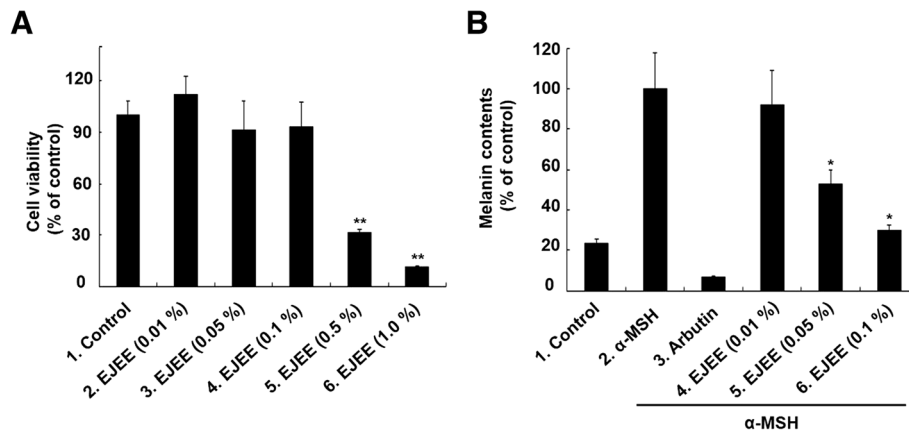 A
Cell viability
(% of control)
120
90
60
30
0
**
**
1. Control
2. EJEE (0.01 %)
3. EJEE (0.05 %)
4. EJEE (0.1 %)
5. EJEE (0.5 %)
6. EJEE (1.0 %)
B
Melanin contents
(% of control)
120
100
80
60
40
20
0
*
*
1. Control
2. α-MSH
3. Arbutin
4. EJEE (0.01 %)
5. EJEE (0.05 %)
6. EJEE (0.1 %)
α-MSH